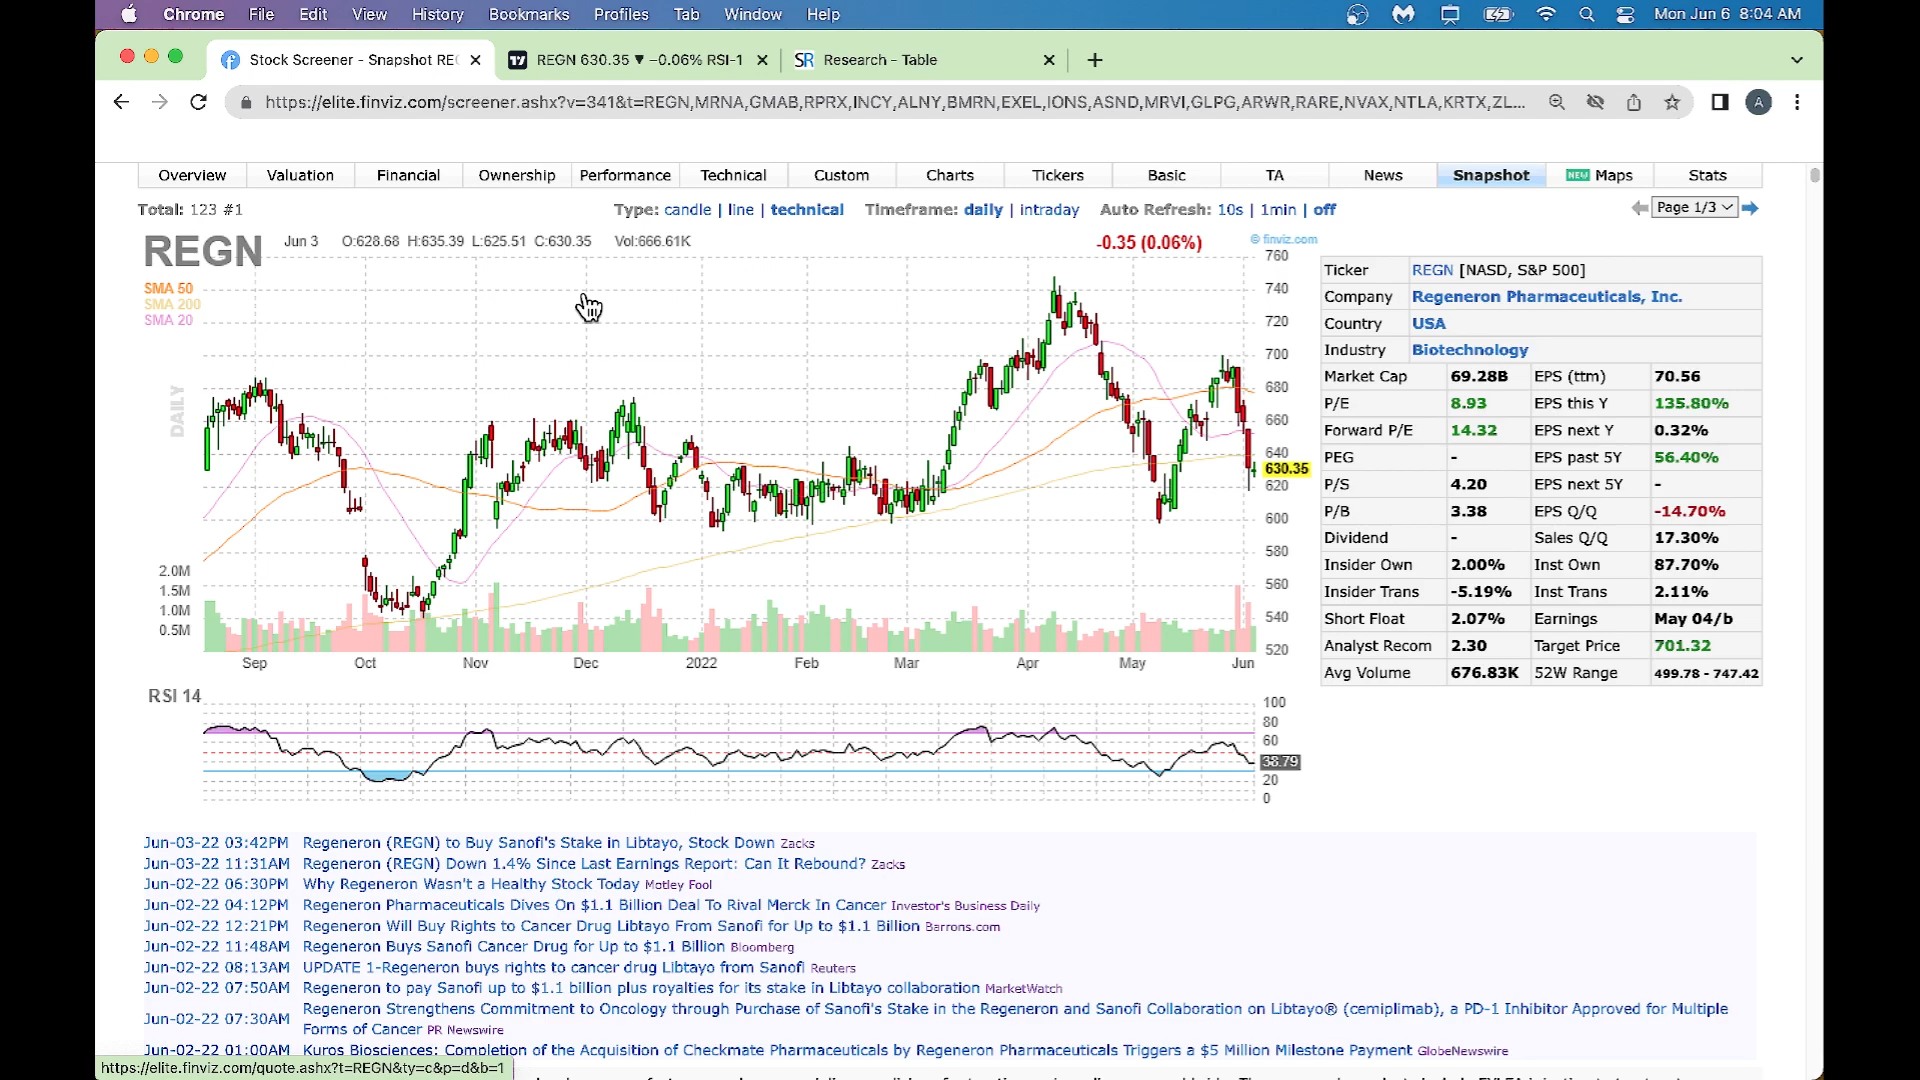 Chrome File Edit View History Bookmarks Profiles Tab Window Help Mon Jun 6 8:04 AM
Stock Screener - Snapshot RE REGN 630.35 ▼ −0.06% RSI-1 SR Research - Table
https://elite.finviz.com/screener.ashx?v=341&t=REGN,MRNA,GMAB,RPRX,INCY,ALNY,BMRN,EXEL,IONS,ASND,MRVI,GLPG,ARWR,RARE,NVAX,NTLA,KRTX,ZL... A
Overview Valuation Financial Ownership Performance Technical Custom Charts Tickers Basic TA News Snapshot NEW Maps Stats
Total: 123 #1 Type: candle | line | technical Timeframe: daily | intraday Auto Refresh: 10s | 1min | off Page 1/3
REGN Jun 3 O:628.68 H:635.39 L:625.51 C:630.35 Vol:666.61K -0.35 (0.06%) © finviz.com
SMA 50
SMA 200
SMA 20
DAILY
760
740
720
700
680
660
640
630.35
620
600
580
560
540
520
2.0M
1.5M
1.0M
0.5M
Sep Oct Nov Dec 2022 Feb Mar Apr May Jun
RSI 14
100
80
60
38.79
20
0
Ticker REGN [NASD, S&P 500]
Company Regeneron Pharmaceuticals, Inc.
Country USA
Industry Biotechnology
Market Cap 69.28B EPS (ttm) 70.56
P/E 8.93 EPS this Y 135.80%
Forward P/E 14.32 EPS next Y 0.32%
PEG - EPS past 5Y 56.40%
P/S 4.20 EPS next 5Y -
P/B 3.38 EPS Q/Q -14.70%
Dividend - Sales Q/Q 17.30%
Insider Own 2.00% Inst Own 87.70%
Insider Trans -5.19% Inst Trans 2.11%
Short Float 2.07% Earnings May 04/b
Analyst Recom 2.30 Target Price 701.32
Avg Volume 676.83K 52W Range 499.78 - 747.42
Jun-03-22 03:42PM Regeneron (REGN) to Buy Sanofi's Stake in Libtayo, Stock Down Zacks
Jun-03-22 11:31AM Regeneron (REGN) Down 1.4% Since Last Earnings Report: Can It Rebound? Zacks
Jun-02-22 06:30PM Why Regeneron Wasn't a Healthy Stock Today Motley Fool
Jun-02-22 04:12PM Regeneron Pharmaceuticals Dives On $1.1 Billion Deal To Rival Merck In Cancer Investor's Business Daily
Jun-02-22 12:21PM Regeneron Will Buy Rights to Cancer Drug Libtayo From Sanofi for Up to $1.1 Billion Barrons.com
Jun-02-22 11:48AM Regeneron Buys Sanofi Cancer Drug for Up to $1.1 Billion Bloomberg
Jun-02-22 08:13AM UPDATE 1-Regeneron buys rights to cancer drug Libtayo from Sanofi Reuters
Jun-02-22 07:50AM Regeneron to pay Sanofi up to $1.1 billion plus royalties for its stake in Libtayo collaboration MarketWatch
Jun-02-22 07:30AM Regeneron Strengthens Commitment to Oncology through Purchase of Sanofi's Stake in the Regeneron and Sanofi Collaboration on Libtayo® (cemiplimab), a PD-1 Inhibitor Approved for Multiple
Forms of Cancer PR Newswire
Jun-02-22 01:00AM Kuros Biosciences: Completion of the Acquisition of Checkmate Pharmaceuticals by Regeneron Pharmaceuticals Triggers a $5 Million Milestone Payment GlobeNewswire
https://elite.finviz.com/quote.ashx?t=REGN&ty=c&p=d&b=1